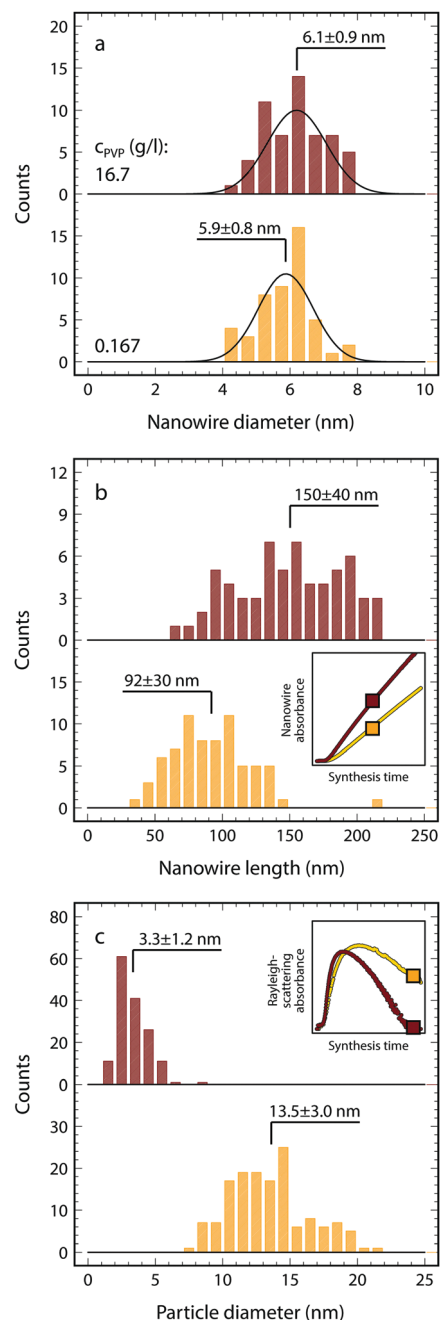 a
6.1±0.9 nm
20
15
10
5
0
c_PVP (g/l):
16.7
5.9±0.8 nm
15
10
5
0
0.167
Counts
0 2 4 6 8 10
Nanowire diameter (nm)
b
150±40 nm
12
9
6
3
0
92±30 nm
15
10
5
0
Counts
Nanowire
absorbance
Synthesis time
0 50 100 150 200 250
Nanowire length (nm)
c
3.3±1.2 nm
80
60
40
20
0
Rayleigh-
scattering
absorbance
Synthesis time
13.5±3.0 nm
30
20
10
0
Counts
0 5 10 15 20 25
Particle diameter (nm)